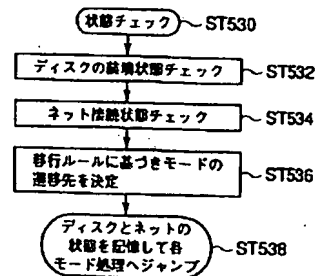 状態チェック
ST530
ディスクの装填状態チェック
ST532
ネット接続状態チェック
ST534
移行ルールに基づきモードの
遷移先を決定
ST536
ディスクとネットの
状態を記憶して各
モード処理へジャンプ
ST538